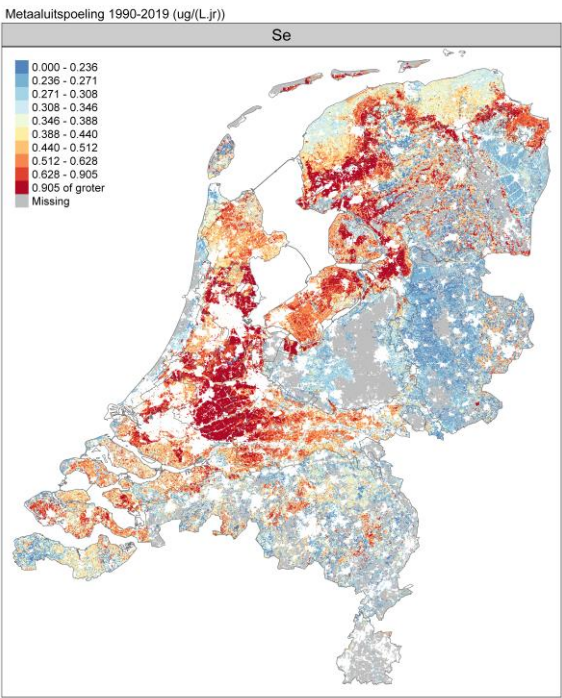 Metaaluitspoeling 1990-2019 (ug/(L.jr))
Se
0.000 - 0.236
0.236 - 0.271
0.271 - 0.308
0.308 - 0.346
0.346 - 0.388
0.388 - 0.440
0.440 - 0.512
0.512 - 0.628
0.628 - 0.905
0.905 of groter
Missing